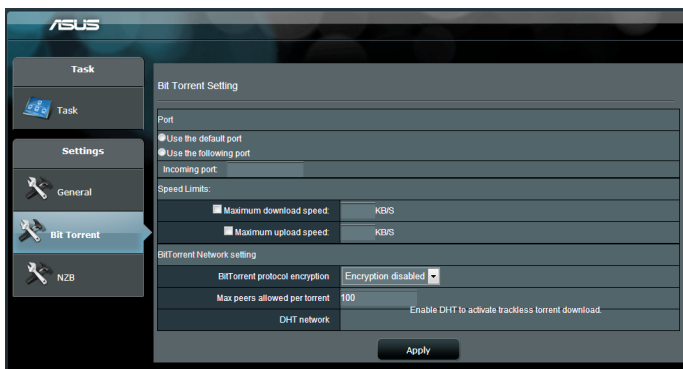 ASUS
Task
Task
Settings
General
Bit Torrent
NZB
Bit Torrent Setting
Port
Use the default port
Use the following port
Incoming port:
Speed Limits:
Maximum download speed: KB/S
Maximum upload speed: KB/S
BitTorrent Network setting
BitTorrent protocol encryption Encryption disabled
Max peers allowed per torrent 100
DHT network Enable DHT to activate trackless torrent download.
Apply